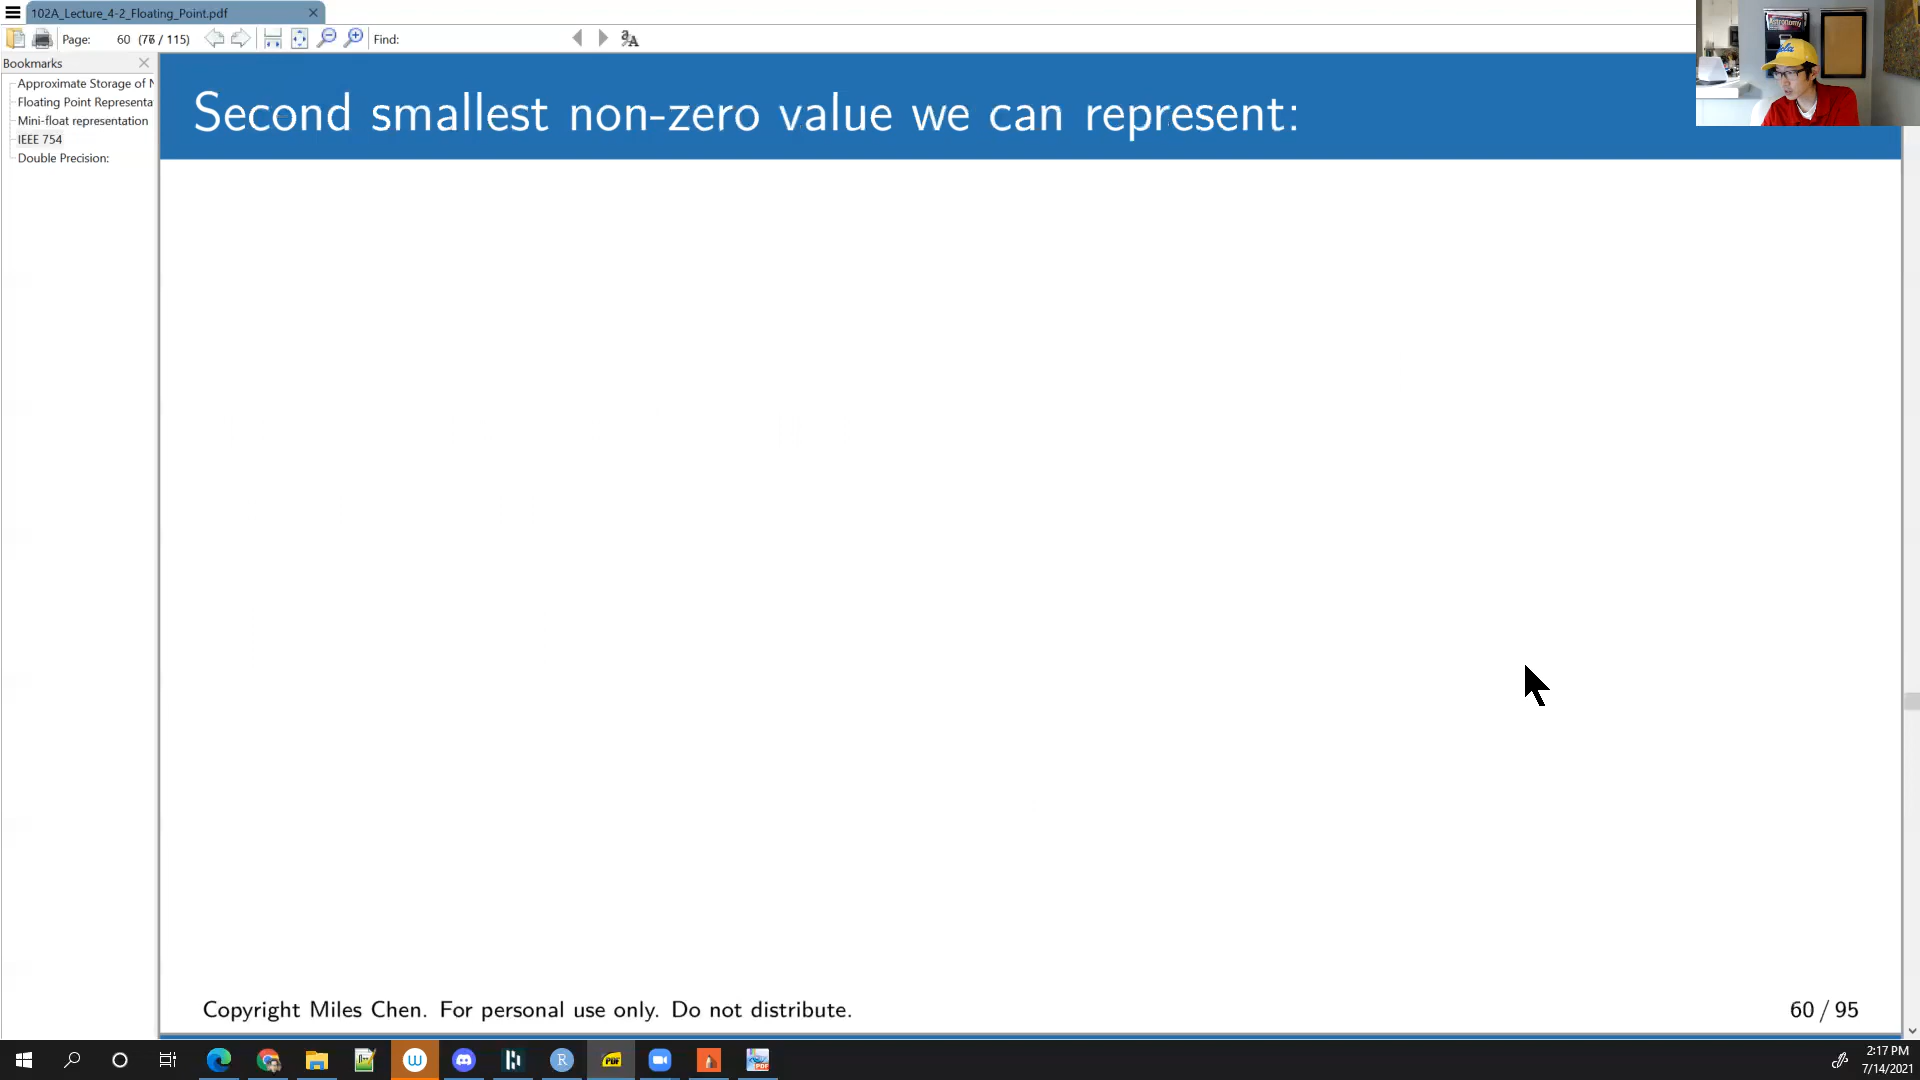 102A_Lecture_4-2_Floating_Point.pdf
Page: 60 (76 / 115) Find:
Bookmarks
Approximate Storage of N
Floating Point Representa
Mini-float representation
IEEE 754
Double Precision:
Second smallest non-zero value we can represent:
Astronomy
Copyright Miles Chen. For personal use only. Do not distribute.
60 / 95
2:17 PM
7/14/2021